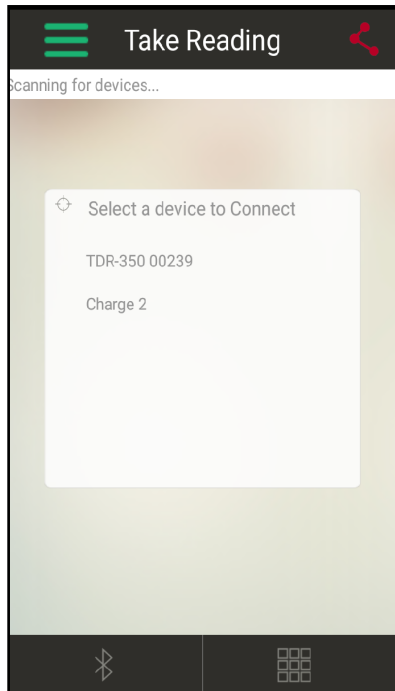 Take Reading
Scanning for devices...
Select a device to Connect
TDR-350 00239
Charge 2